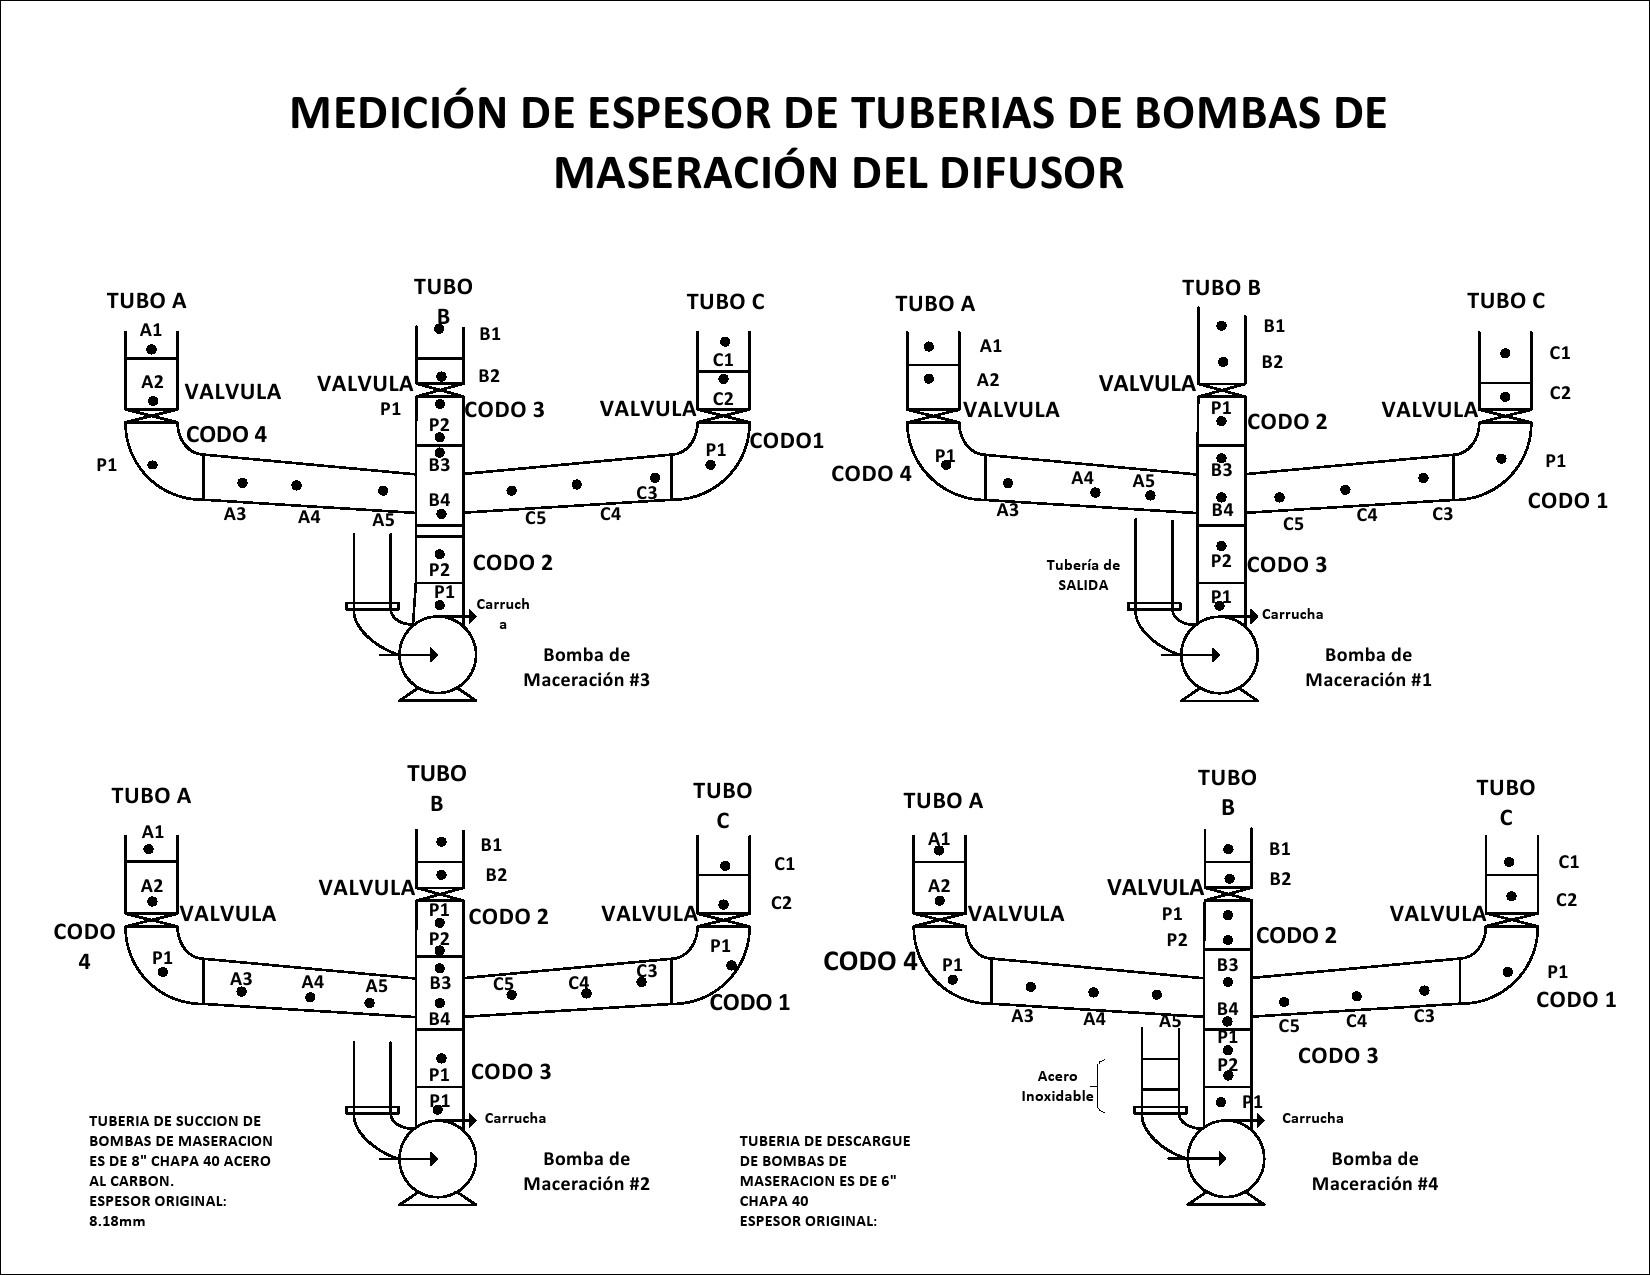 MEDICIÓN DE ESPESOR DE TUBERIAS DE BOMBAS DE
MASERACIÓN DEL DIFUSOR
TUBO A
TUBO
B
TUBO C
A1
B1
C1
A2
B2
C2
VALVULA
VALVULA
VALVULA
P1
CODO 3
P2
CODO 4
CODO1
P1
P1
B3
B4
C3
A3
A4
A5
C5
C4
CODO 2
P2
P1
Carruch
a
Bomba de
Maceración #3
TUBO A
TUBO B
TUBO C
A1
B1
C1
A2
B2
C2
VALVULA
VALVULA
VALVULA
P1
CODO 2
CODO 4
P1
P1
CODO 1
A4
A5
B3
B4
A3
C5
C4
C3
Tubería de
SALIDA
P2
CODO 3
P1
Carrucha
Bomba de
Maceración #1
TUBO A
TUBO
B
TUBO
C
A1
B1
C1
A2
B2
C2
VALVULA
VALVULA
VALVULA
CODO
4
P1
CODO 2
P2
P1
P1
CODO 1
A3
A4
A5
B3
B4
C5
C4
C3
P1
CODO 3
P1
Carrucha
Bomba de
Maceración #2
TUBERIA DE SUCCION DE
BOMBAS DE MASERACION
ES DE 8" CHAPA 40 ACERO
AL CARBON.
ESPESOR ORIGINAL:
8.18mm
TUBO A
TUBO
B
TUBO
C
A1
B1
C1
A2
B2
C2
VALVULA
VALVULA
VALVULA
P1
P2
CODO 2
CODO 4
P1
P1
CODO 1
B3
B4
A3
A4
A5
C5
C4
C3
P1
P2
CODO 3
Acero
Inoxidable
P1
Carrucha
Bomba de
Maceración #4
TUBERIA DE DESCARGUE
DE BOMBAS DE
MASERACION ES DE 6"
CHAPA 40
ESPESOR ORIGINAL: